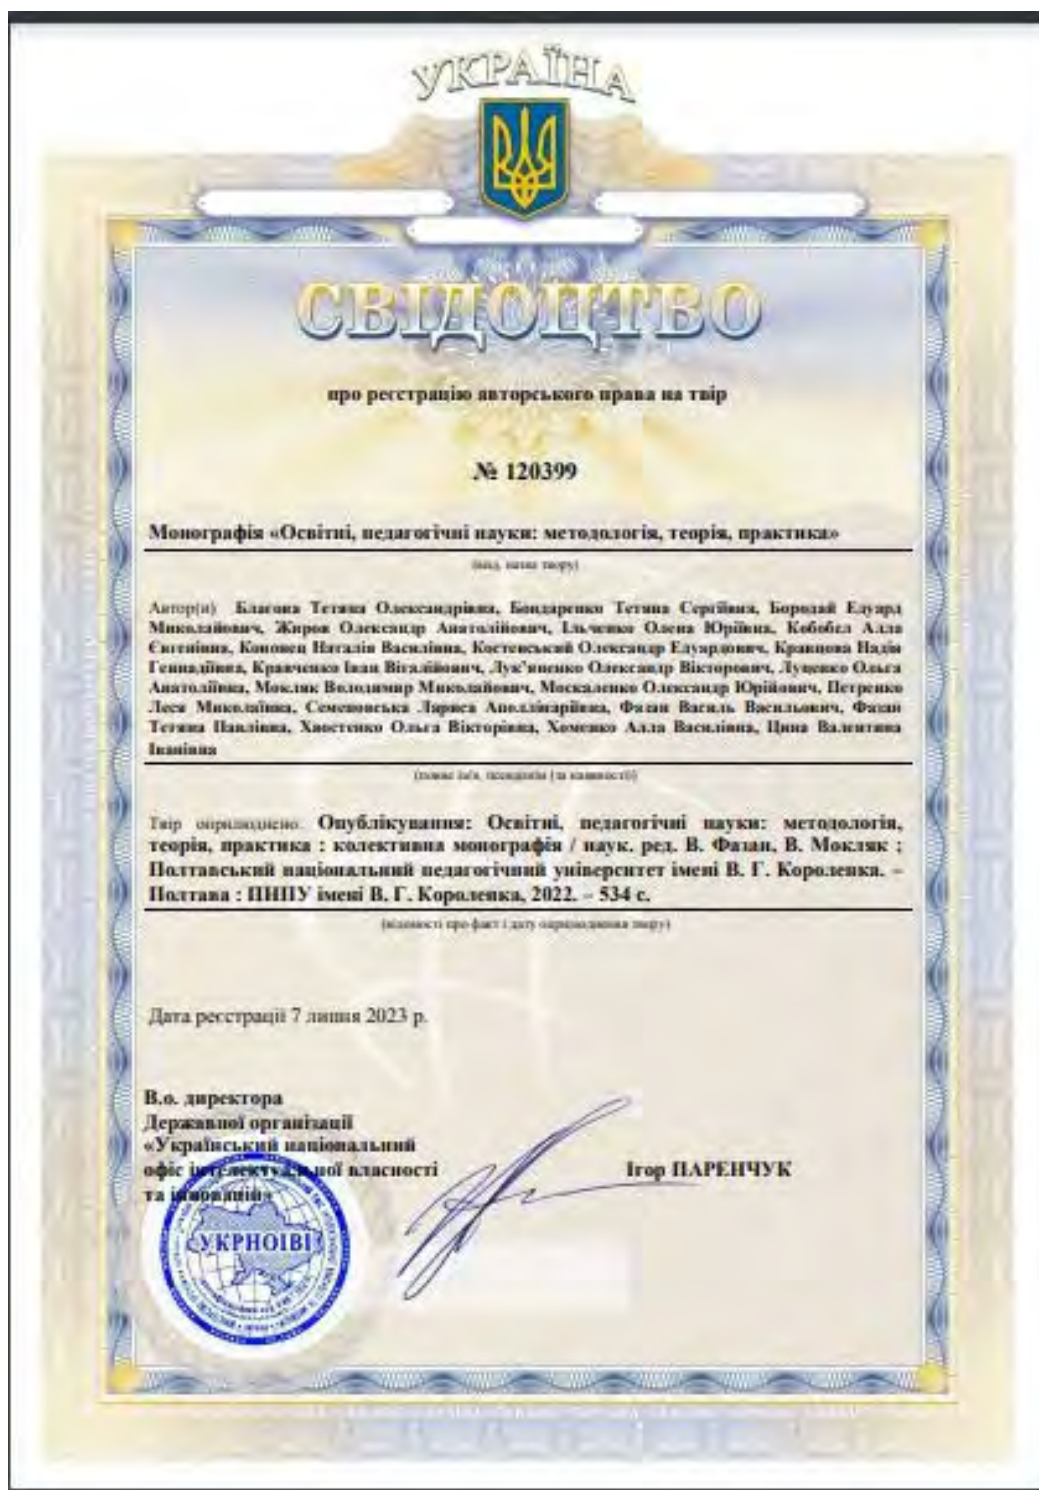 УКРАЇНА
СВІДОЦТВО
про реєстрацію авторського права на твір
№ 120399
Монографія «Освітні, педагогічні науки: методологія, теорія, практика»
(вид, назва твору)
Автор(и) Благова Тетяна Олександрівна, Бондаренко Тетяна Сергіївна, Бородай Едуард
Миколайович, Жиров Олександр Анатолійович, Ільченко Олена Юріївна, Кобобел Алла
Євгенівна, Кононец Наталія Василівна, Костенський Олександр Едуардович, Кравцова Надія
Геннадіївна, Кравченко Іван Віталійович, Лук’яненко Олександр Вікторович, Луценко Ольга
Анатоліївна, Мокляк Володимир Миколайович, Москаленко Олександр Юрійович, Петренко
Леся Миколаївна, Семеновська Лариса Аполлінаріївна, Фазан Василь Васильович, Фазан
Тетяна Павлівна, Хвостенко Ольга Вікторівна, Хоменко Алла Василівна, Цина Валентина
Іванівна
(повне ім'я, псевдонім (за наявності))
Твір оприлюднено: Опублікування: Освітні, педагогічні науки: методологія,
теорія, практика : колективна монографія / наук. ред. В. Фазан, В. Мокляк ;
Полтавський національний педагогічний університет імені В. Г. Короленка. –
Полтава : ПНПУ імені В. Г. Короленка, 2022. – 534 с.
(відомості про факт і дату оприлюднення твору)
Дата реєстрації 7 липня 2023 р.
В.о. директора
Державної організації
«Український національний
офіс інтелектуальної власності
та інновацій»
Ігор ПАРЕНЧУК
УКРНОІВІ